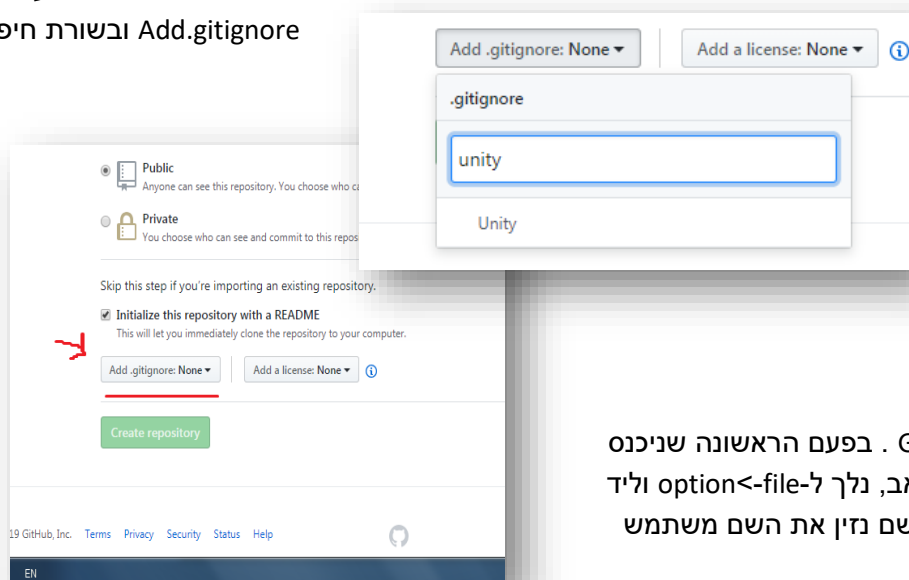 Add.gitignore ובשורת
Add .gitignore: None
Add a license: None
.gitignore
unity
Unity
Public
Anyone can see this repository. You choose who
Private
You choose who can see and commit to this
Skip this step if you're importing an existing repository.
Initialize this repository with a README
This will let you immediately clone the repository to your computer.
Add .gitignore: None
Add a license: None
Create repository
19 GitHub, Inc. Terms Privacy Security Status Help
EN
. בפעם הראשונה שניכנס
נלך ל-file->option וליד
שם נזין את השם משתמש